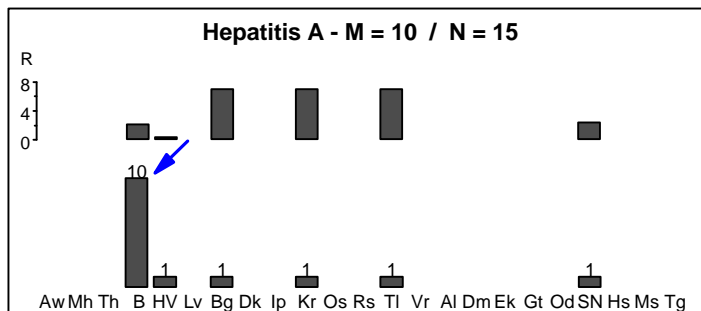 Hepatitis A - M = 10 / N = 15
R
8
4
0
10
1 1 1 1 1
Aw Mh Th B HV Lv Bg Dk Ip Kr Os Rs Tl Vr Al Dm Ek Gt Od SN Hs Ms Tg